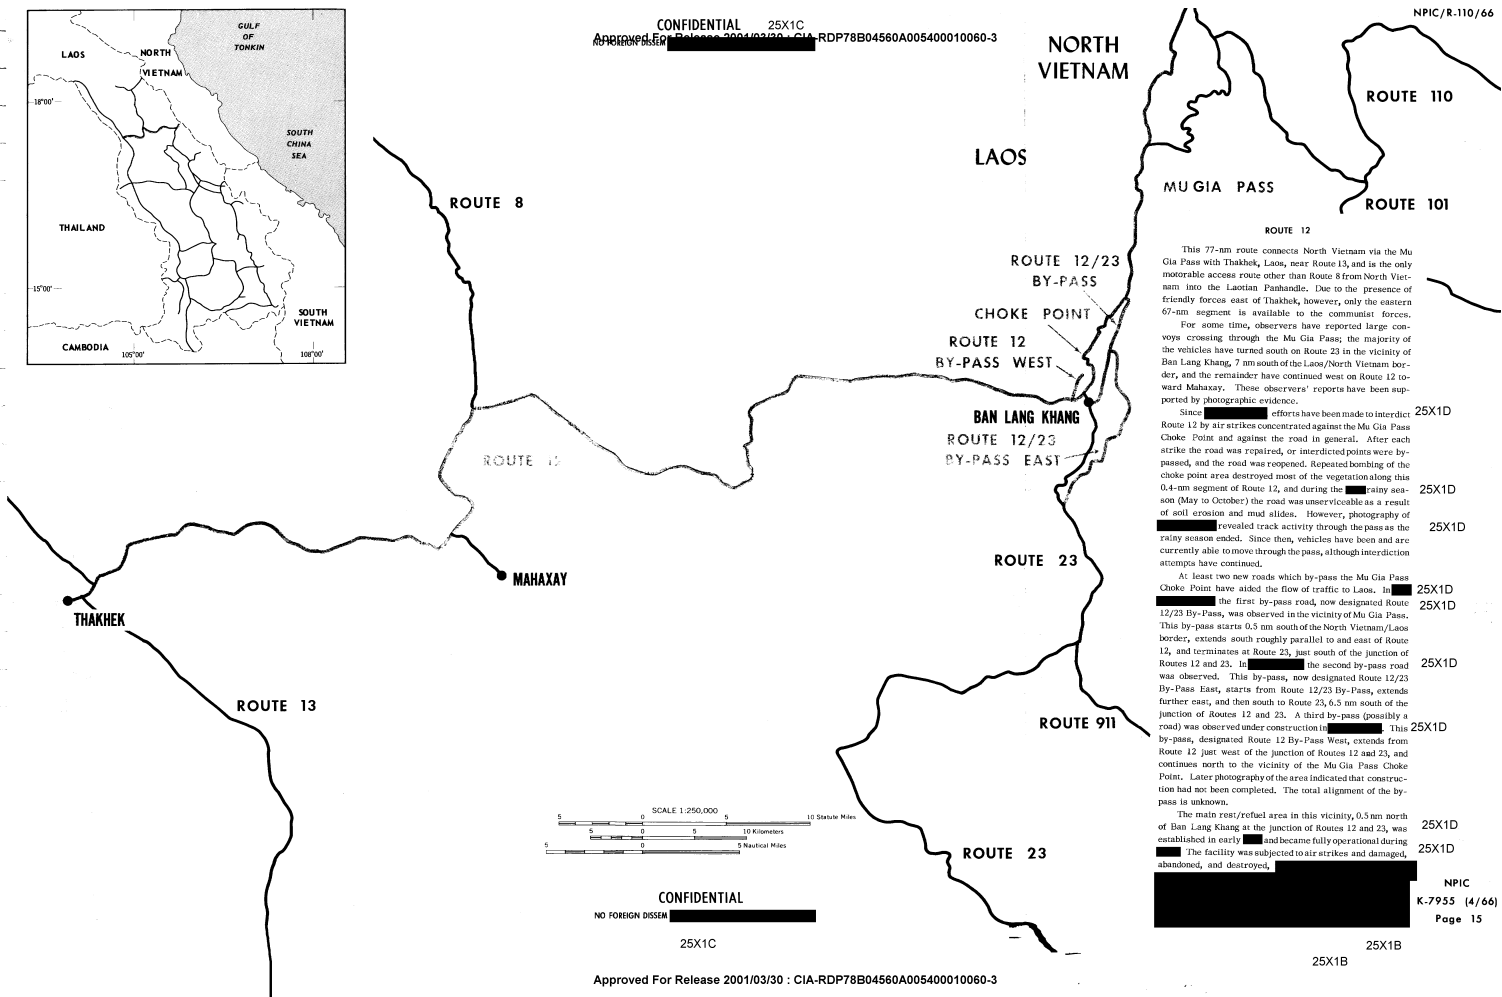 NPIC/R-110/66
CONFIDENTIAL 25X1C
Approved For Release 2001/03/30 : CIA-RDP78B04560A005400010060-3
NO FOREIGN DISSEM
GULF
OF
TONKIN
LAOS
NORTH
VIETNAM
18°00'
SOUTH
CHINA
SEA
THAILAND
15°00'
SOUTH
VIETNAM
CAMBODIA
105°00'
108°00'
NORTH
VIETNAM
LAOS
ROUTE 110
MU GIA PASS
ROUTE 101
ROUTE 8
ROUTE 12/23
BY-PASS
CHOKE POINT
ROUTE 12
BY-PASS WEST
BAN LANG KHANG
ROUTE 12/23
BY-PASS EAST
ROUTE
MAHAXAY
THAKHEK
ROUTE 23
ROUTE 13
ROUTE 911
ROUTE 23
SCALE 1:250,000
5 0 5 10 Statute Miles
5 0 5 10 Kilometers
5 0 5 Nautical Miles
ROUTE 12
This 77-nm route connects North Vietnam via the Mu
Gia Pass with Thakhek, Laos, near Route 13, and is the only
motorable access route other than Route 8 from North Viet-
nam into the Laotian Panhandle. Due to the presence of
friendly forces east of Thakhek, however, only the eastern
67-nm segment is available to the communist forces.
For some time, observers have reported large con-
voys crossing through the Mu Gia Pass; the majority of
the vehicles have turned south on Route 23 in the vicinity of
Ban Lang Khang, 7 nm south of the Laos/North Vietnam bor-
der, and the remainder have continued west on Route 12 to-
ward Mahaxay. These observers' reports have been sup-
ported by photographic evidence.
Since efforts have been made to interdict 25X1D
Route 12 by air strikes concentrated against the Mu Gia Pass
Choke Point and against the road in general. After each
strike the road was repaired, or interdicted points were by-
passed, and the road was reopened. Repeated bombing of the
choke point area destroyed most of the vegetation along this
0.4-nm segment of Route 12, and during the rainy sea- 25X1D
son (May to October) the road was unserviceable as a result
of soil erosion and mud slides. However, photography of
revealed track activity through the pass as the 25X1D
rainy season ended. Since then, vehicles have been and are
currently able to move through the pass, although interdiction
attempts have continued.
At least two new roads which by-pass the Mu Gia Pass
Choke Point have aided the flow of traffic to Laos. In 25X1D
the first by-pass road, now designated Route 25X1D
12/23 By-Pass, was observed in the vicinity of Mu Gia Pass.
This by-pass starts 0.5 nm south of the North Vietnam/Laos
border, extends south roughly parallel to and east of Route
12, and terminates at Route 23, just south of the junction of
Routes 12 and 23. In the second by-pass road 25X1D
was observed. This by-pass, now designated Route 12/23
By-Pass East, starts from Route 12/23 By-Pass, extends
further east, and then south to Route 23, 6.5 nm south of the
junction of Routes 12 and 23. A third by-pass (possibly a
road) was observed under construction in . This 25X1D
by-pass, designated Route 12 By-Pass West, extends from
Route 12 just west of the junction of Routes 12 and 23, and
continues north to the vicinity of the Mu Gia Pass Choke
Point. Later photography of the area indicated that construc-
tion had not been completed. The total alignment of the by-
pass is unknown.
The main rest/refuel area in this vicinity, 0.5 nm north
of Ban Lang Khang at the junction of Routes 12 and 23, was 25X1D
established in early and became fully operational during
The facility was subjected to air strikes and damaged, 25X1D
abandoned, and destroyed,
NPIC
K-7955 (4/66)
Page 15
25X1B
25X1B
CONFIDENTIAL
NO FOREIGN DISSEM
25X1C
Approved For Release 2001/03/30 : CIA-RDP78B04560A005400010060-3